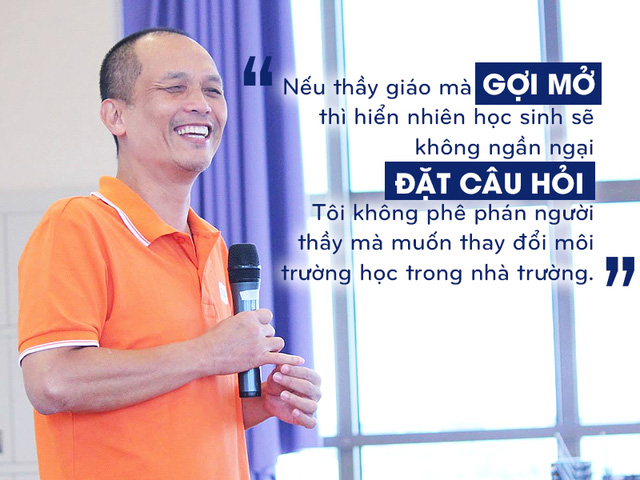 “ Nếu thầy giáo mà GỢI MỞ
thì hiển nhiên học sinh sẽ
không ngần ngại
ĐẶT CÂU HỎI
Tôi không phê phán người
thầy mà muốn thay đổi môi
trường học trong nhà trường. ”